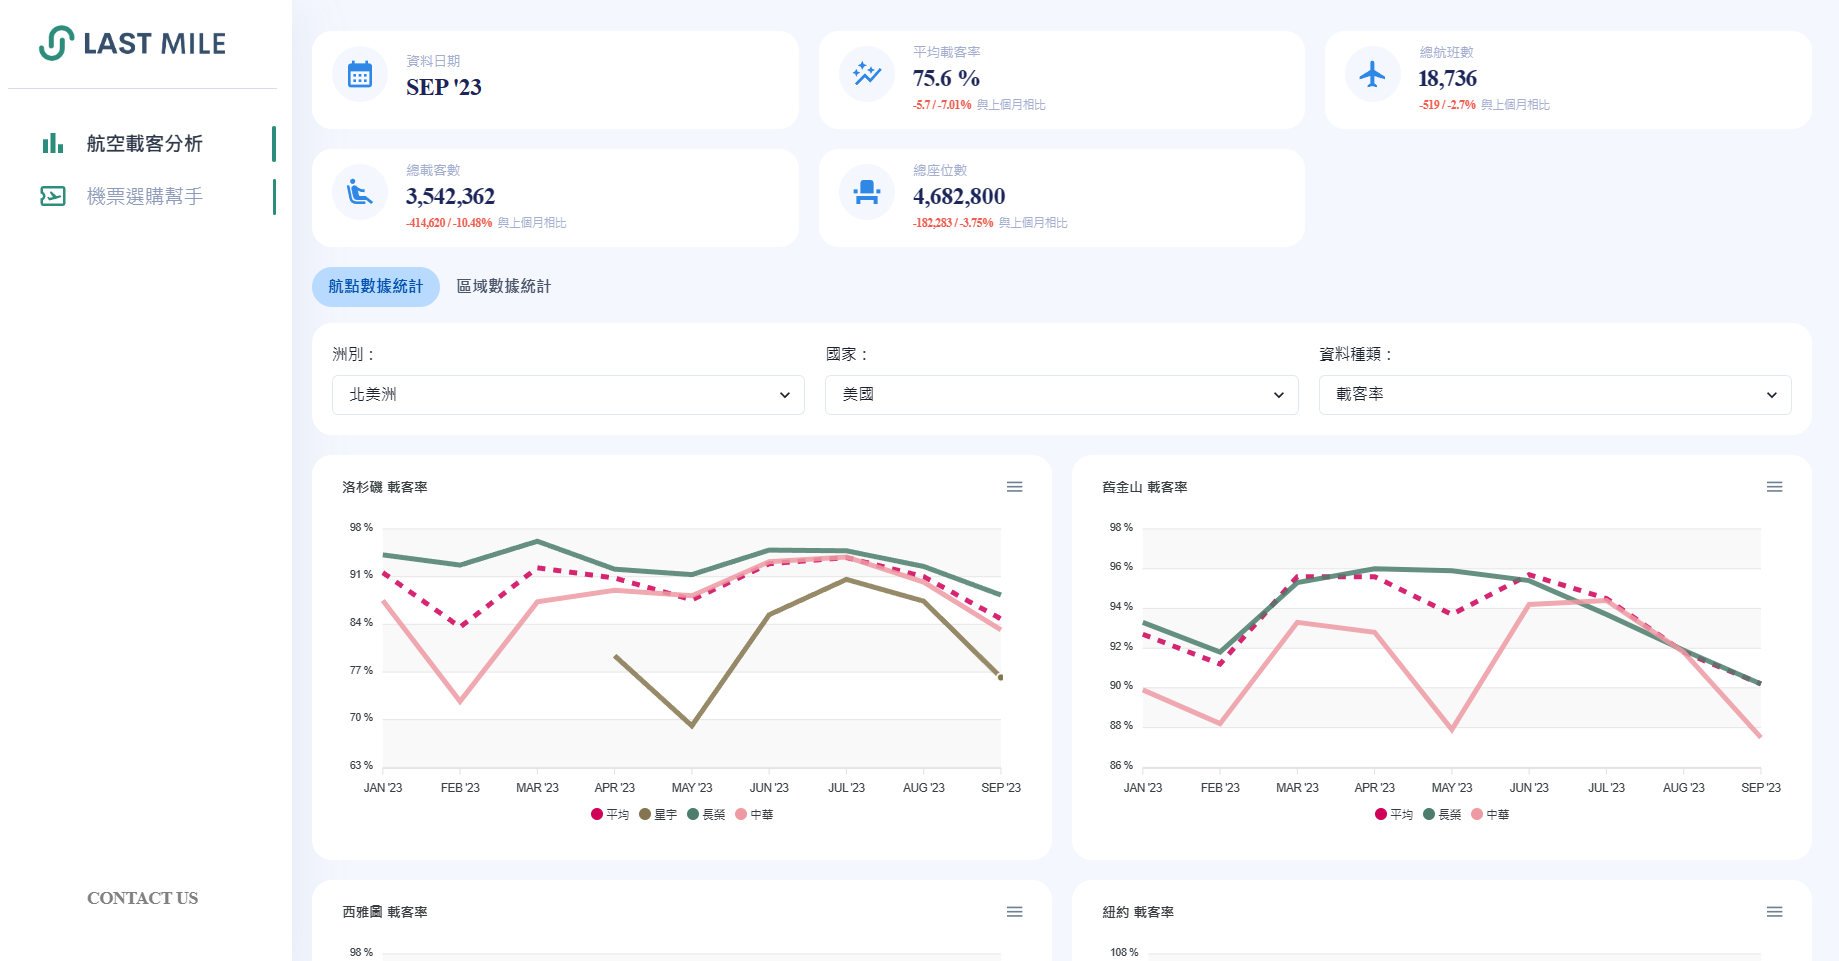 LAST MILE
航空載客分析
機票選購幫手
CONTACT US
資料日期
SEP '23
平均載客率
75.6 %
-5.7 / -7.01% 與上個月相比
總航班數
18,736
-519 / -2.7% 與上個月相比
總載客數
3,542,362
-414,620 / -10.48% 與上個月相比
總座位數
4,682,800
-182,283 / -3.75% 與上個月相比
航點數據統計
區域數據統計
洲別：
北美洲
國家：
美國
資料種類：
載客率
洛杉磯 載客率
98 %
91 %
84 %
77 %
70 %
63 %
JAN '23 FEB '23 MAR '23 APR '23 MAY '23 JUN '23 JUL '23 AUG '23 SEP '23
平均 星宇 長榮 中華
舊金山 載客率
98 %
96 %
94 %
92 %
90 %
88 %
86 %
JAN '23 FEB '23 MAR '23 APR '23 MAY '23 JUN '23 JUL '23 AUG '23 SEP '23
平均 長榮 中華
西雅圖 載客率
98 %
紐約 載客率
108 %